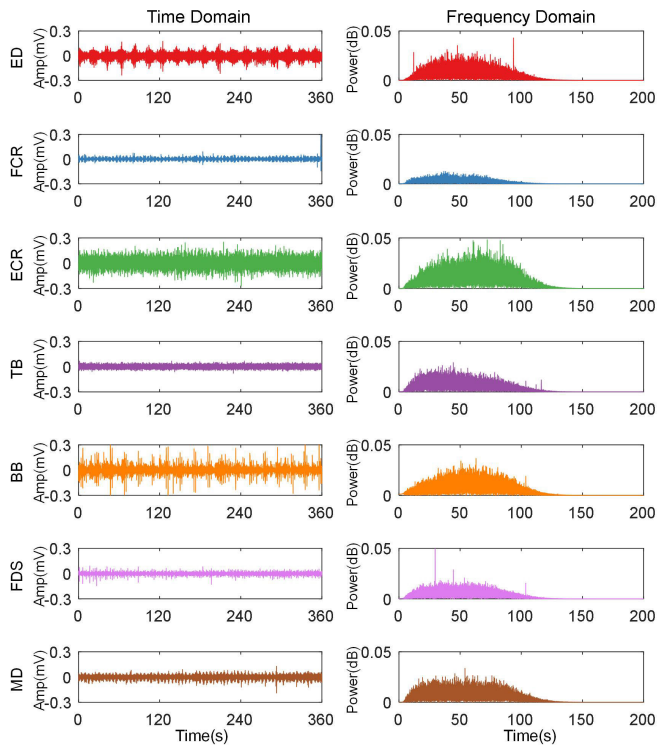 Time Domain Frequency Domain
ED Amp(mV) 0.3 0 -0.3 Power(dB) 0.05 0
0 120 240 360 0 50 100 150 200
FCR Amp(mV) 0.3 0 -0.3 Power(dB) 0.05 0
0 120 240 360 0 50 100 150 200
ECR Amp(mV) 0.3 0 -0.3 Power(dB) 0.05 0
0 120 240 360 0 50 100 150 200
TB Amp(mV) 0.3 0 -0.3 Power(dB) 0.05 0
0 120 240 360 0 50 100 150 200
BB Amp(mV) 0.3 0 -0.3 Power(dB) 0.05 0
0 120 240 360 0 50 100 150 200
FDS Amp(mV) 0.3 0 -0.3 Power(dB) 0.05 0
0 120 240 360 0 50 100 150 200
MD Amp(mV) 0.3 0 -0.3 Power(dB) 0.05 0
0 120 240 360 0 50 100 150 200
Time(s) Time(s)